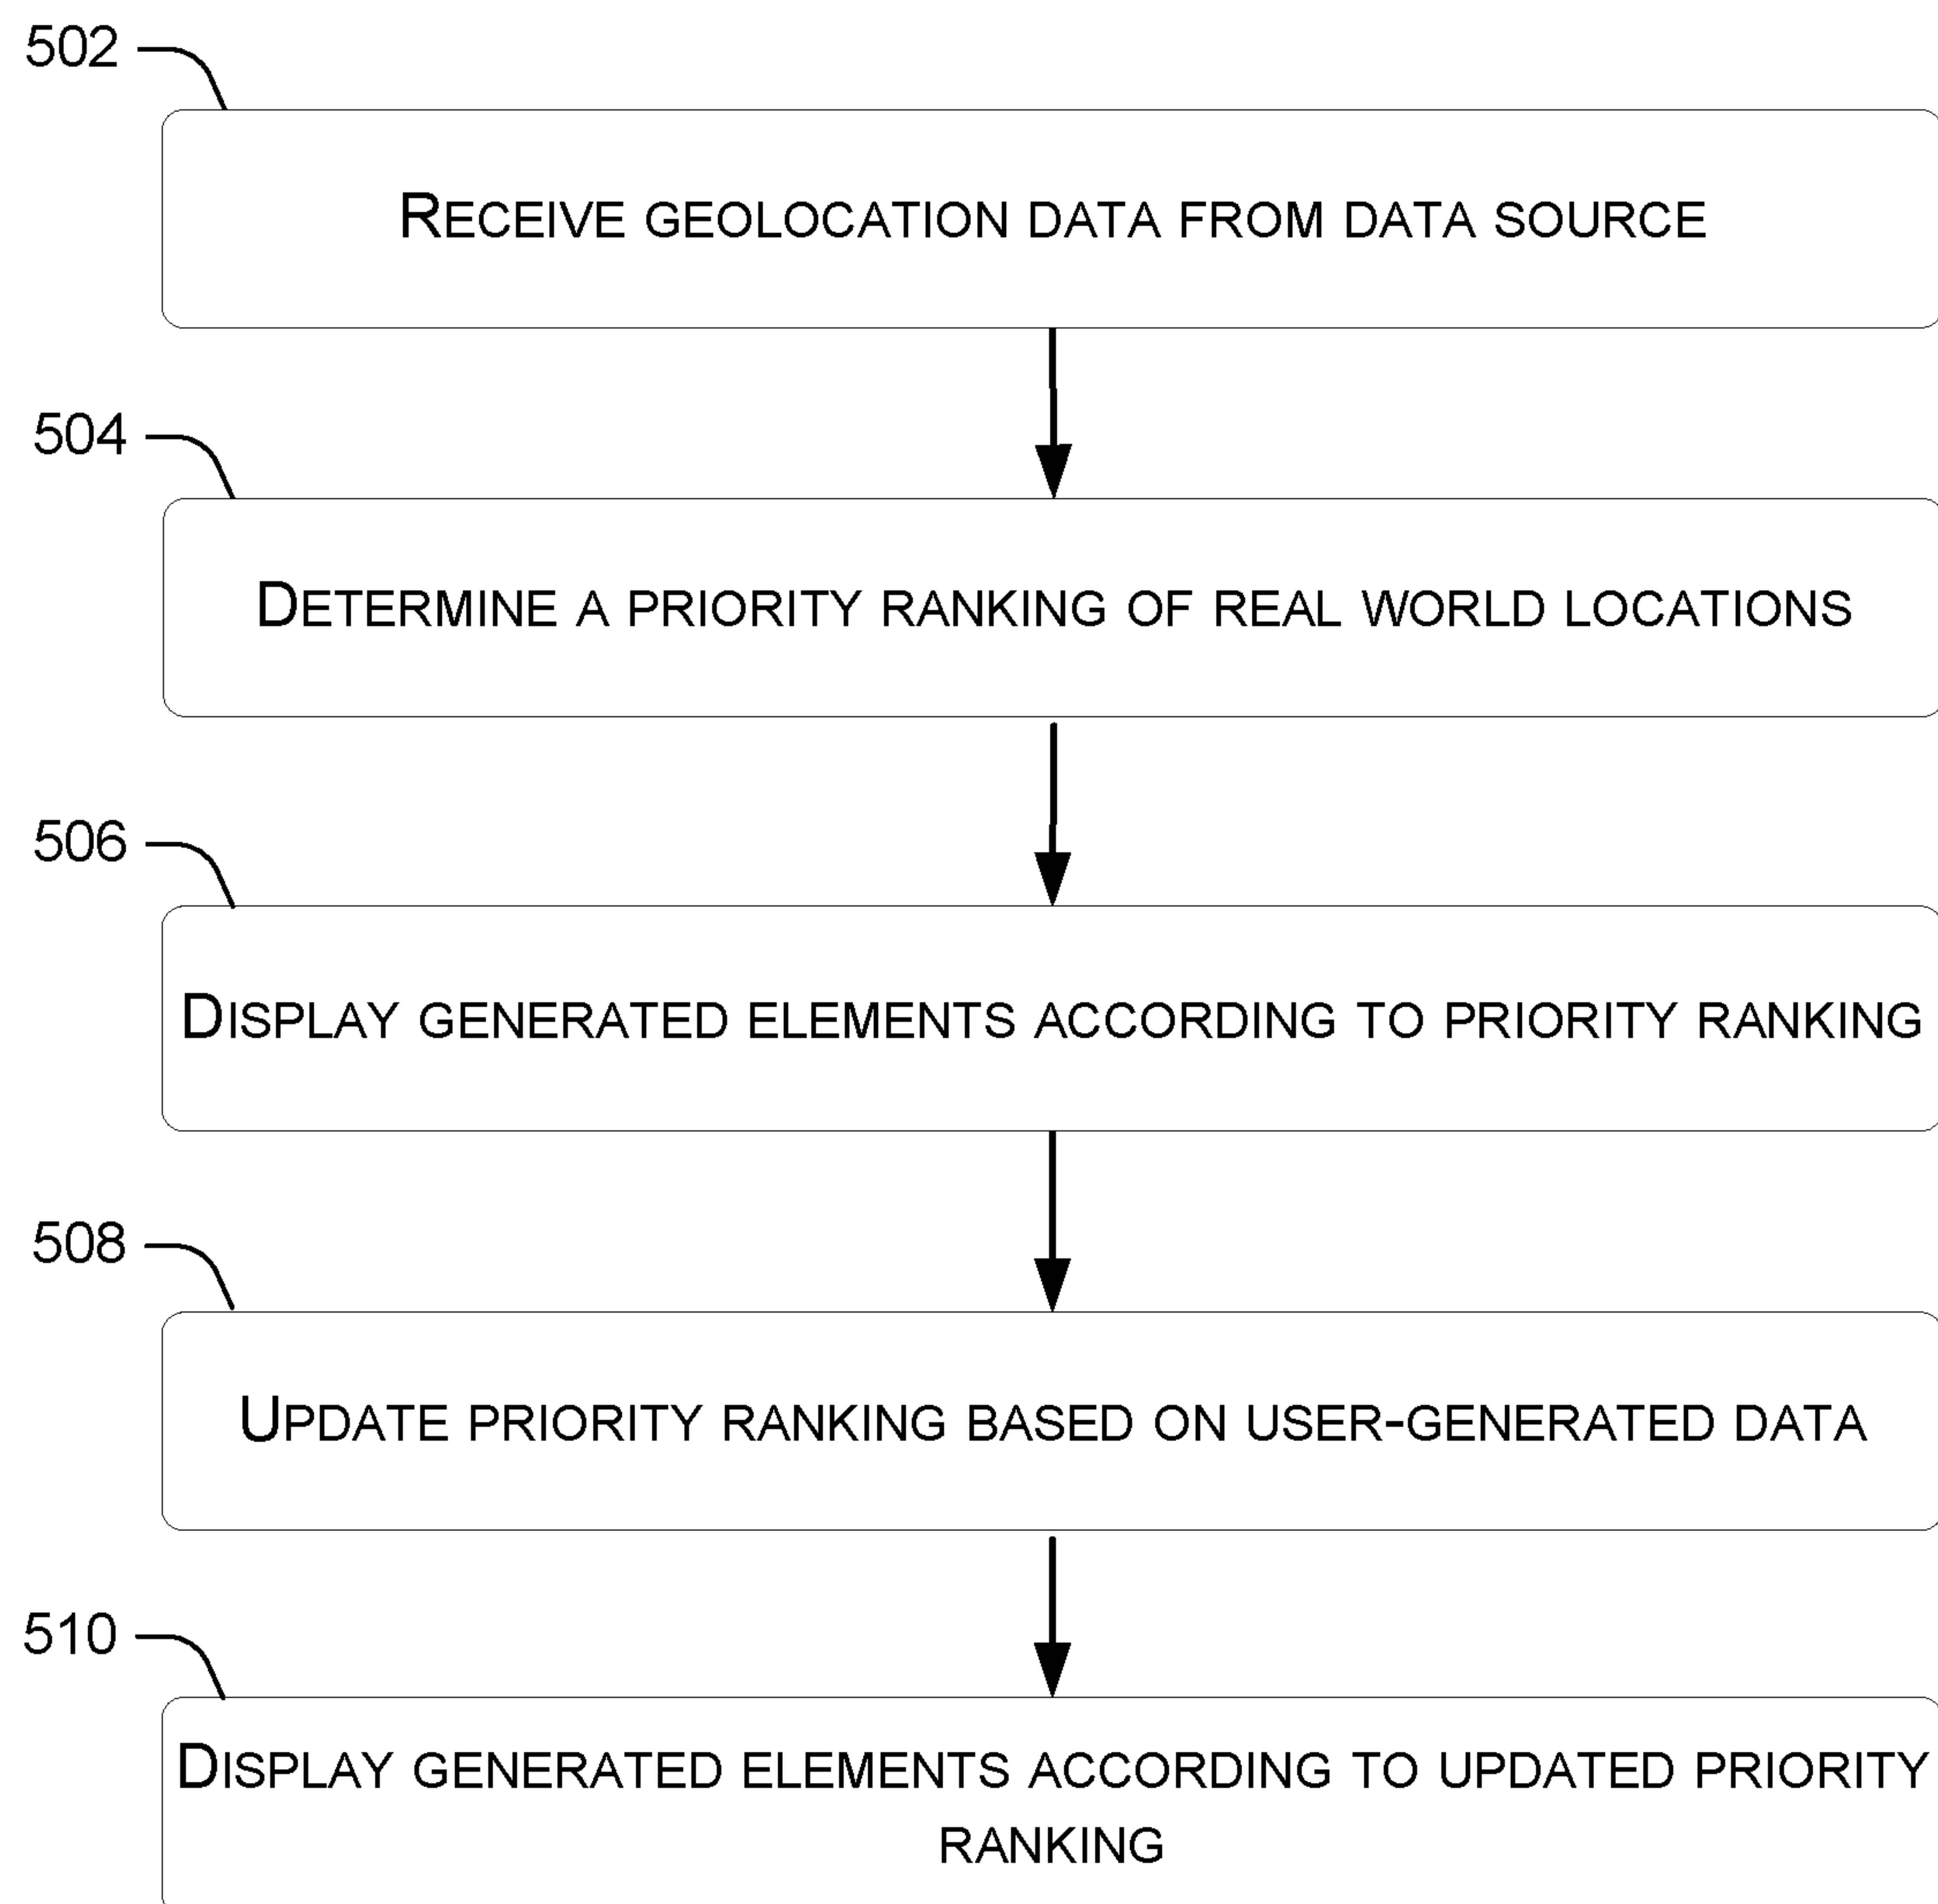 502
RECEIVE GEOLOCATION DATA FROM DATA SOURCE
504
DETERMINE A PRIORITY RANKING OF REAL WORLD LOCATIONS
506
DISPLAY GENERATED ELEMENTS ACCORDING TO PRIORITY RANKING
508
UPDATE PRIORITY RANKING BASED ON USER-GENERATED DATA
510
DISPLAY GENERATED ELEMENTS ACCORDING TO UPDATED PRIORITY
RANKING